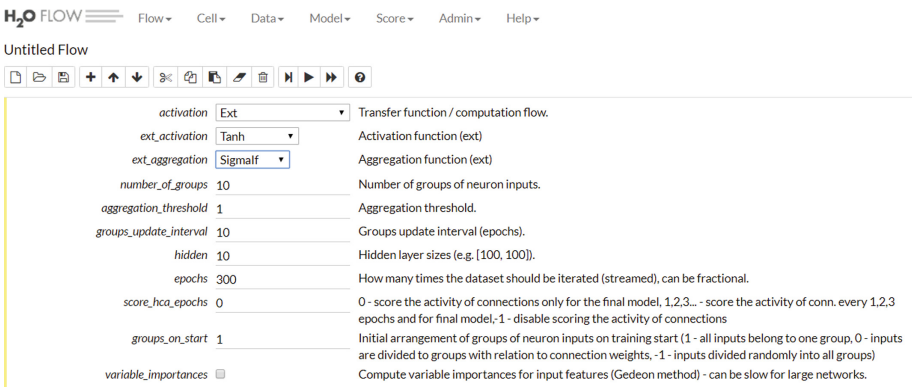 H2O FLOW Flow Cell Data Model Score Admin Help
Untitled Flow
activation Ext Transfer function / computation flow.
ext_activation Tanh Activation function (ext)
ext_aggregation SigmaIf Aggregation function (ext)
number_of_groups 10 Number of groups of neuron inputs.
aggregation_threshold 1 Aggregation threshold.
groups_update_interval 10 Groups update interval (epochs).
hidden 10 Hidden layer sizes (e.g. [100, 100]).
epochs 300 How many times the dataset should be iterated (streamed), can be fractional.
score_hca_epochs 0 0 - score the activity of connections only for the final model, 1,2,3... - score the activity of conn. every 1,2,3
epochs and for final model,-1 - disable scoring the activity of connections
groups_on_start 1 Initial arrangement of groups of neuron inputs on training start (1 - all inputs belong to one group, 0 - inputs
are divided to groups with relation to connection weights, -1 - inputs divided randomly into all groups)
variable_importances Compute variable importances for input features (Gedeon method) - can be slow for large networks.